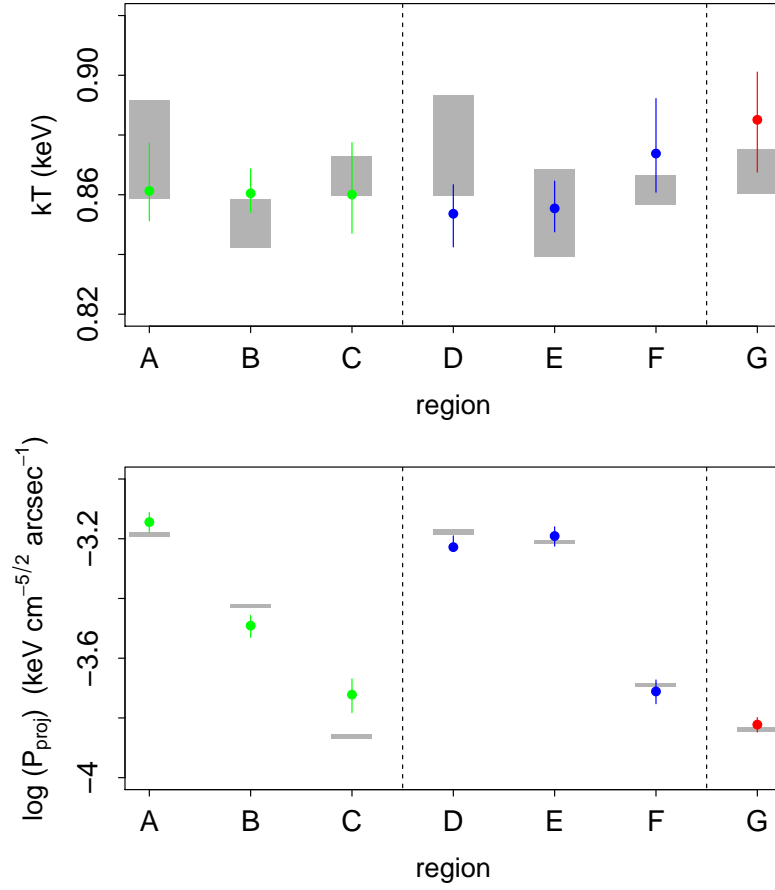 kT (keV)
0.90
0.86
0.82
A B C D E F G
region
log (Pproj) (keV cm−5/2 arcsec−1)
−3.2
−3.6
−4
A B C D E F G
region